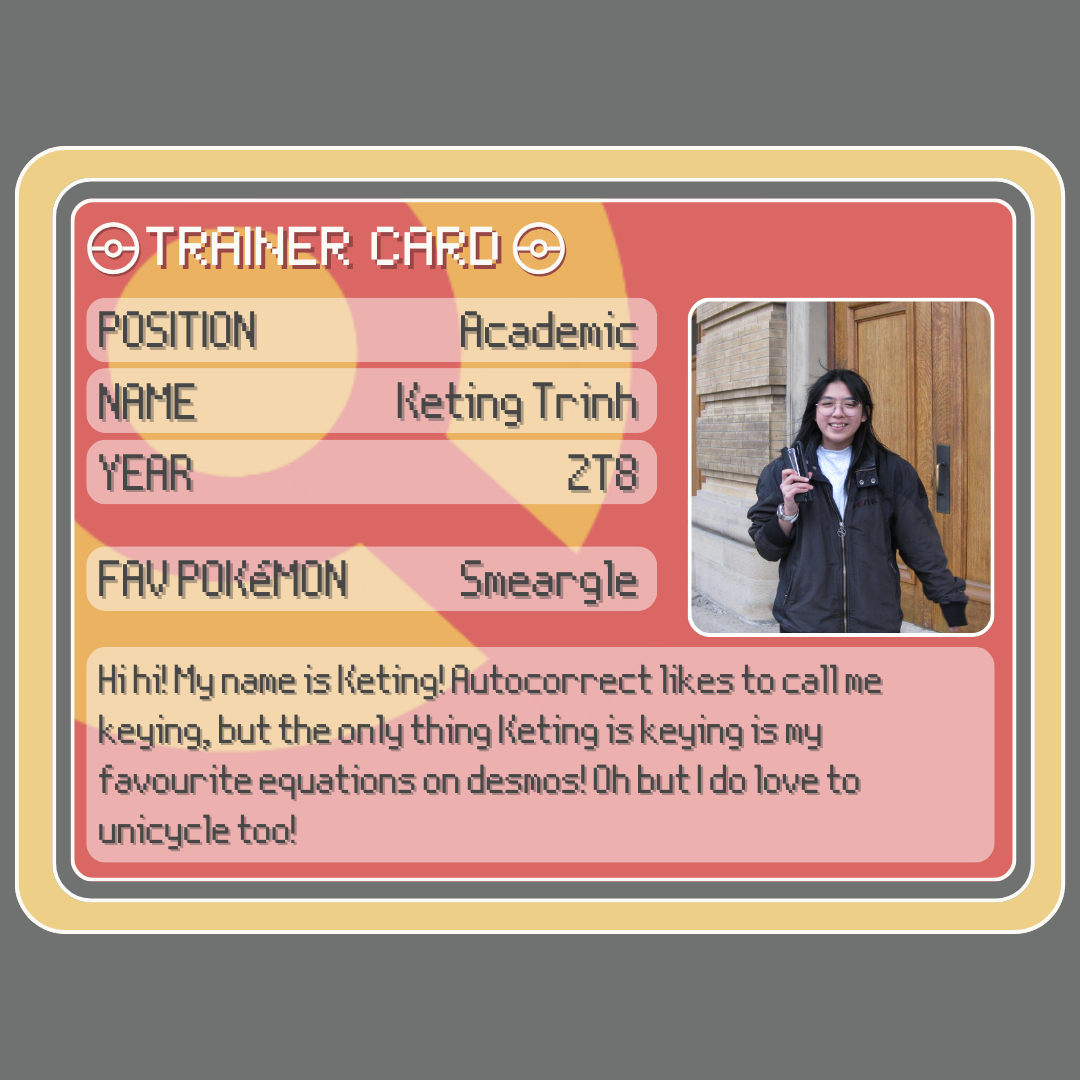 TRAINER CARD
POSITION Academic
NAME Keting Trinh
YEAR 2T8
FAV POKéMON Smeargle
Hi hi! My name is Keting! Autocorrect likes to call me
keying, but the only thing Keting is keying is my
favourite equations on desmos! Oh but I do love to
unicycle too!